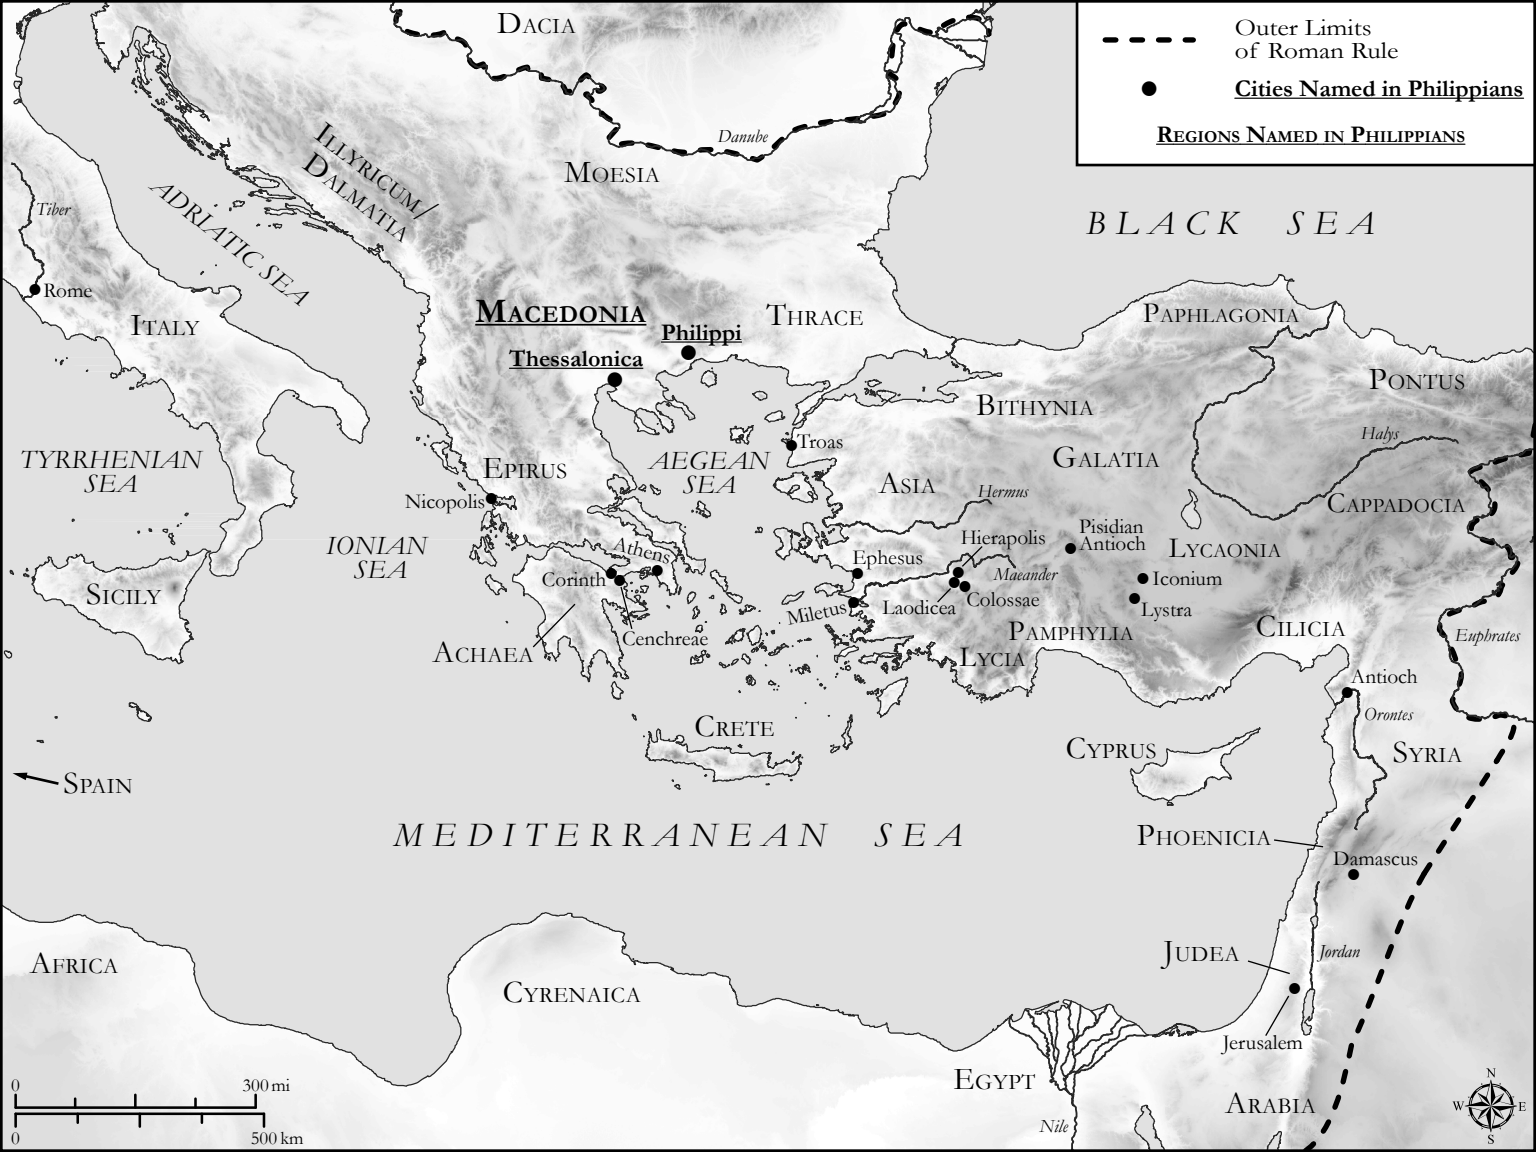 DACIA
Outer Limits
of Roman Rule
Cities Named in Philippians
REGIONS NAMED IN PHILIPPIANS
Danube
ILLYRICUM/
DALMATIA
MOESIA
Tiber
ADRIATIC SEA
BLACK SEA
Rome
ITALY
MACEDONIA
Philippi
THRACE
PAPHLAGONIA
Thessalonica
PONTUS
BITHYNIA
Halys
Troas
TYRRHENIAN
SEA
EPIRUS
AEGEAN
SEA
GALATIA
ASIA
Hermus
Nicopolis
CAPPADOCIA
Pisidian
Antioch
IONIAN
SEA
Athens
Hierapolis
LYCAONIA
Ephesus
Maeander
Corinth
Iconium
SICILY
Laodicea
Colossae
Miletus
Lystra
Cenchreae
PAMPHYLIA
CILICIA
Euphrates
ACHAEA
LYCIA
Antioch
Orontes
CRETE
CYPRUS
SYRIA
SPAIN
MEDITERRANEAN SEA
PHOENICIA
Damascus
AFRICA
JUDEA
Jordan
CYRENAICA
Jerusalem
EGYPT
ARABIA
Nile
0
300 mi
0
500 km
N
W
E
S